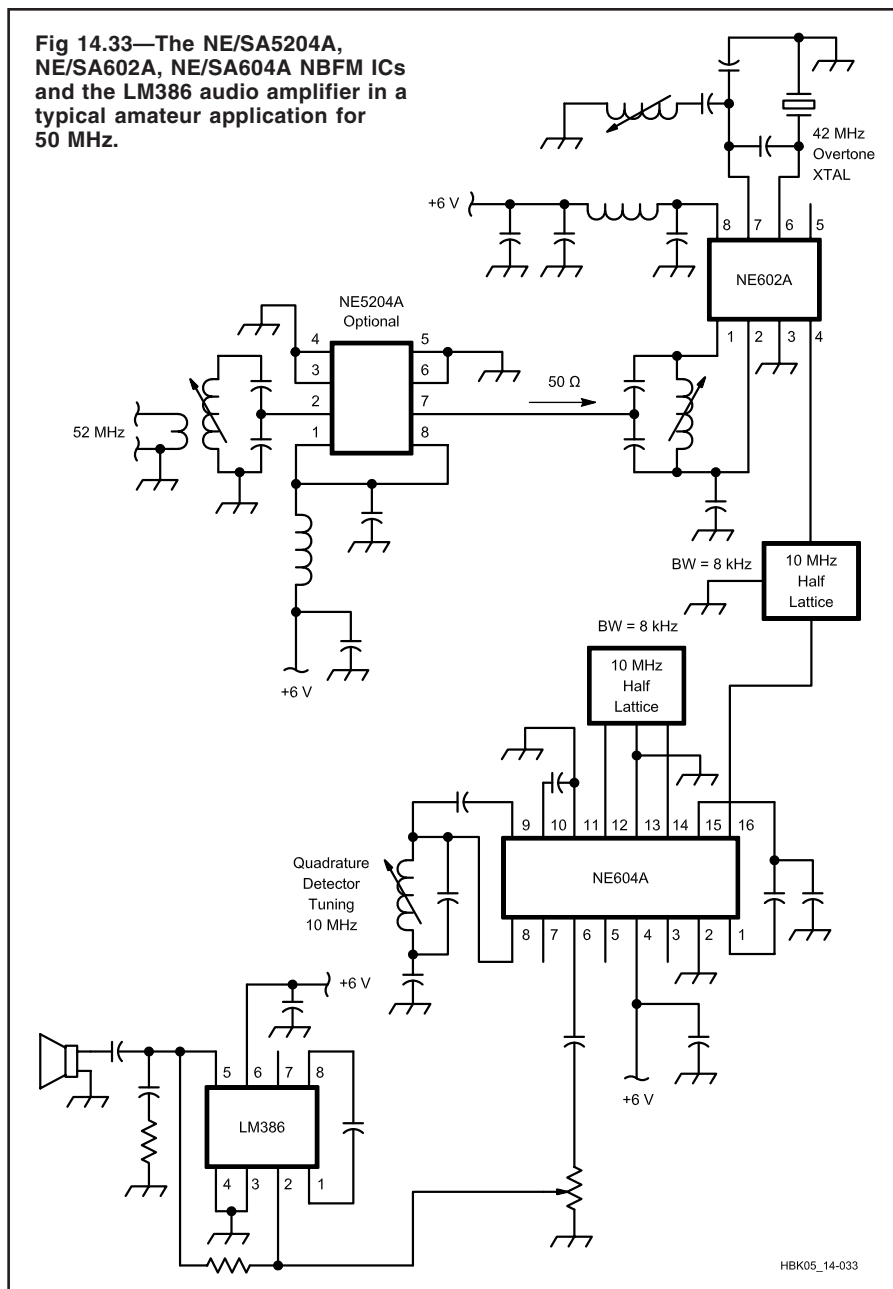 Fig 14.33—The NE/SA5204A,
NE/SA602A, NE/SA604A NBFM ICs
and the LM386 audio amplifier in a
typical amateur application for
50 MHz.
42 MHz
Overtone
XTAL
+6 V
8 7 6 5
NE602A
1 2 3 4
NE5204A
Optional
4 5
3 6
2 7
1 8
50 Ω
52 MHz
+6 V
BW = 8 kHz
10 MHz
Half
Lattice
BW = 8 kHz
10 MHz
Half
Lattice
9 10 11 12 13 14 15 16
NE604A
8 7 6 5 4 3 2 1
Quadrature
Detector
Tuning
10 MHz
+6 V
+6 V
5 6 7 8
LM386
4 3 2 1
HBK05_14-033